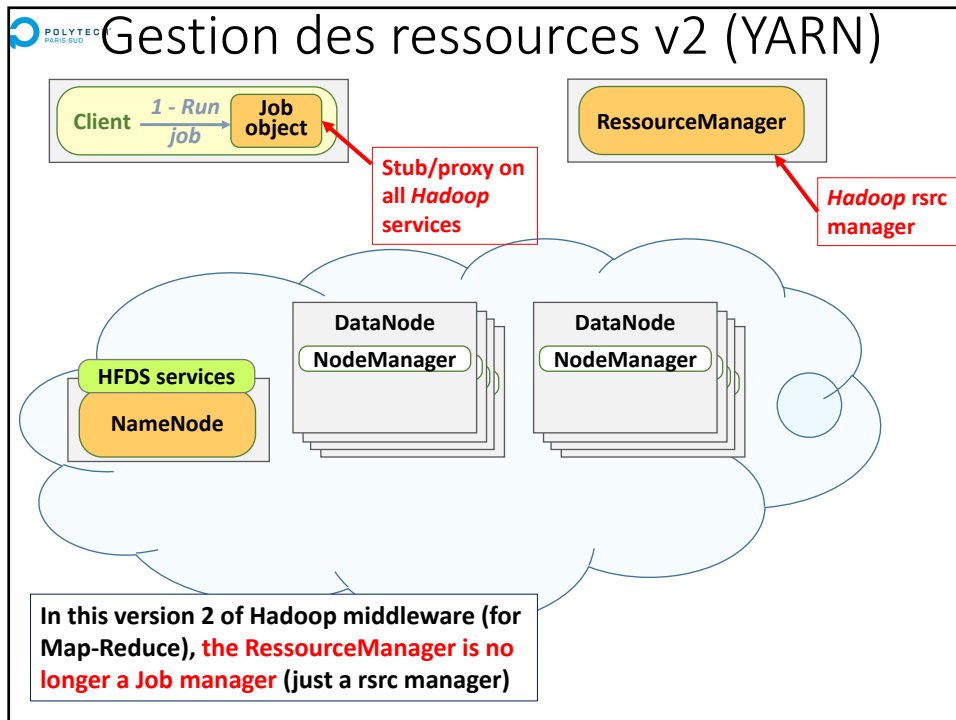 POLYTECH
PARIS-SUD
Gestion des ressources v2 (YARN)
Client
1 - Run
job
Job
object
RessourceManager
Stub/proxy on
all Hadoop
services
Hadoop rsrc
manager
DataNode
NodeManager
DataNode
NodeManager
HFDS services
NameNode
In this version 2 of Hadoop middleware (for
Map-Reduce), the RessourceManager is no
longer a Job manager (just a rsrc manager)